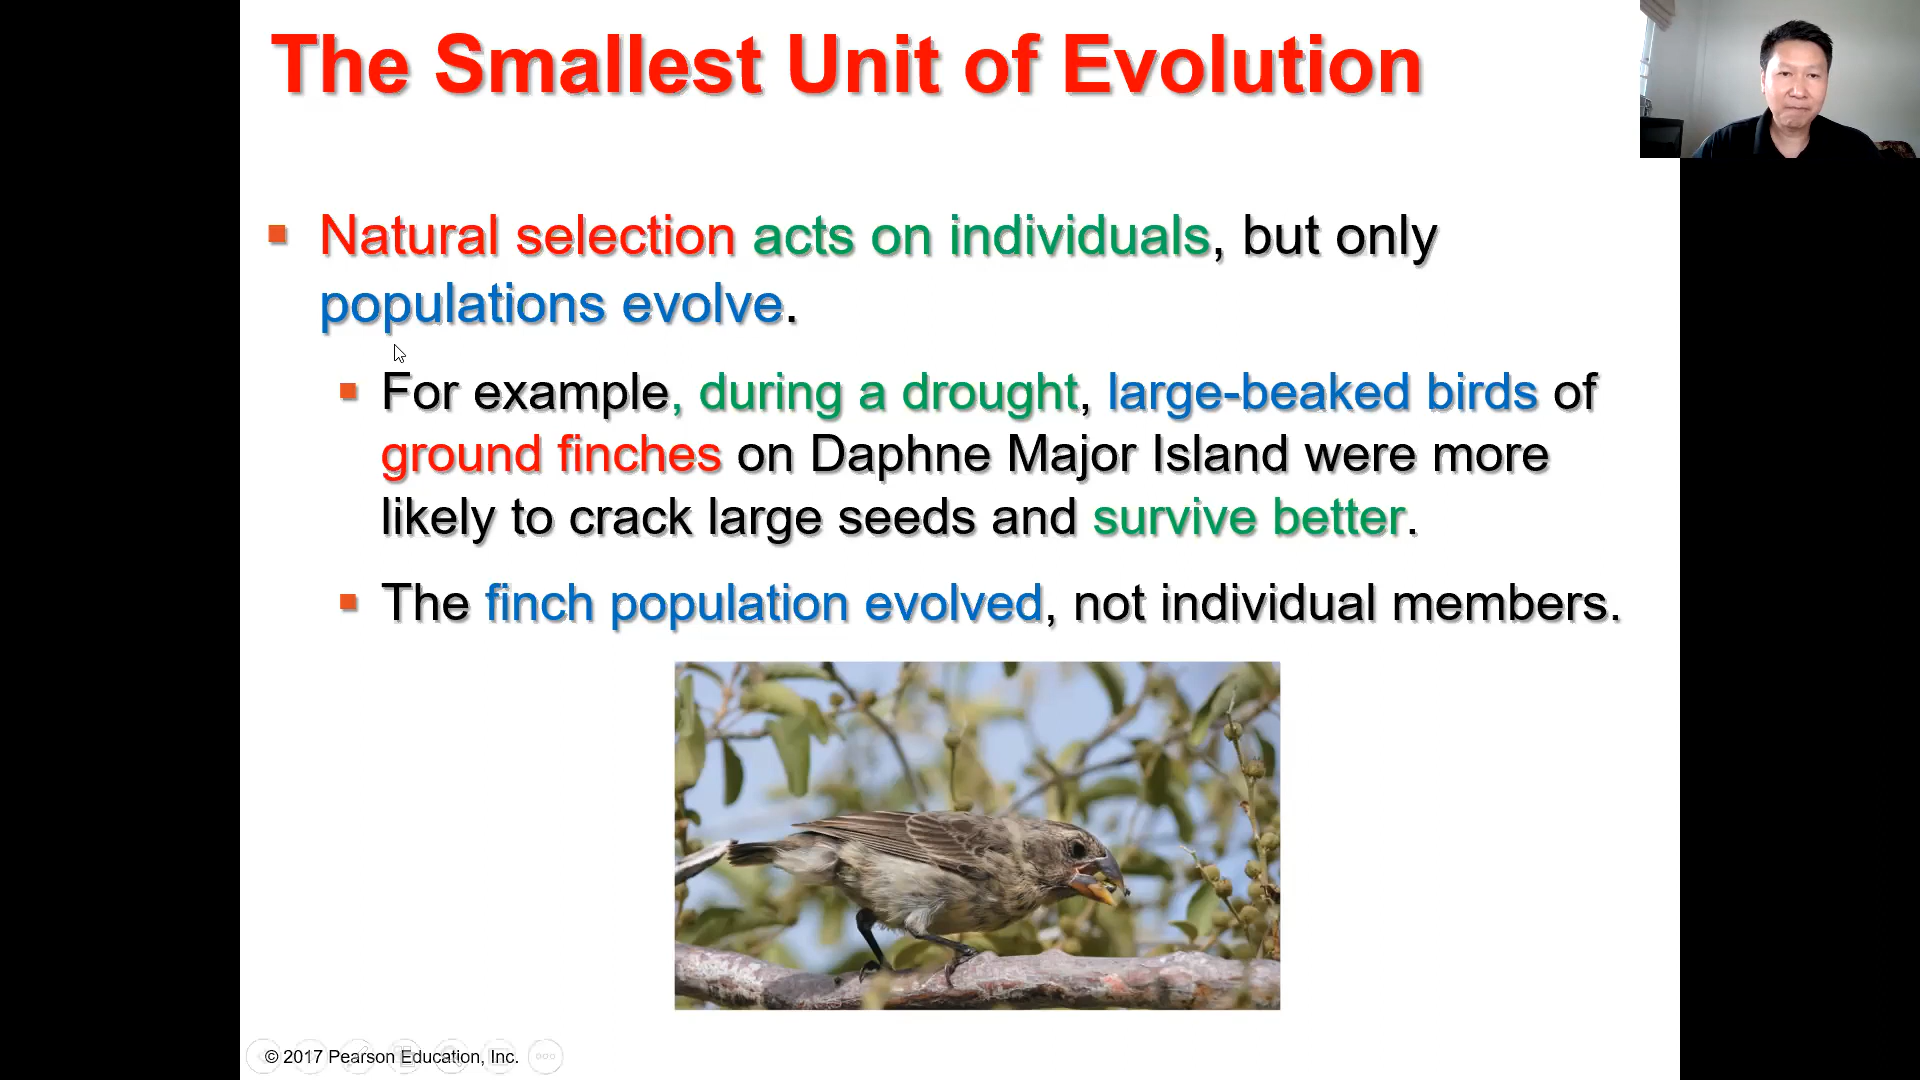 The Smallest Unit of Evolution
Natural selection acts on individuals, but only
populations evolve.
For example, during a drought, large-beaked birds of
ground finches on Daphne Major Island were more
likely to crack large seeds and survive better.
The finch population evolved, not individual members.
© 2017 Pearson Education, Inc.